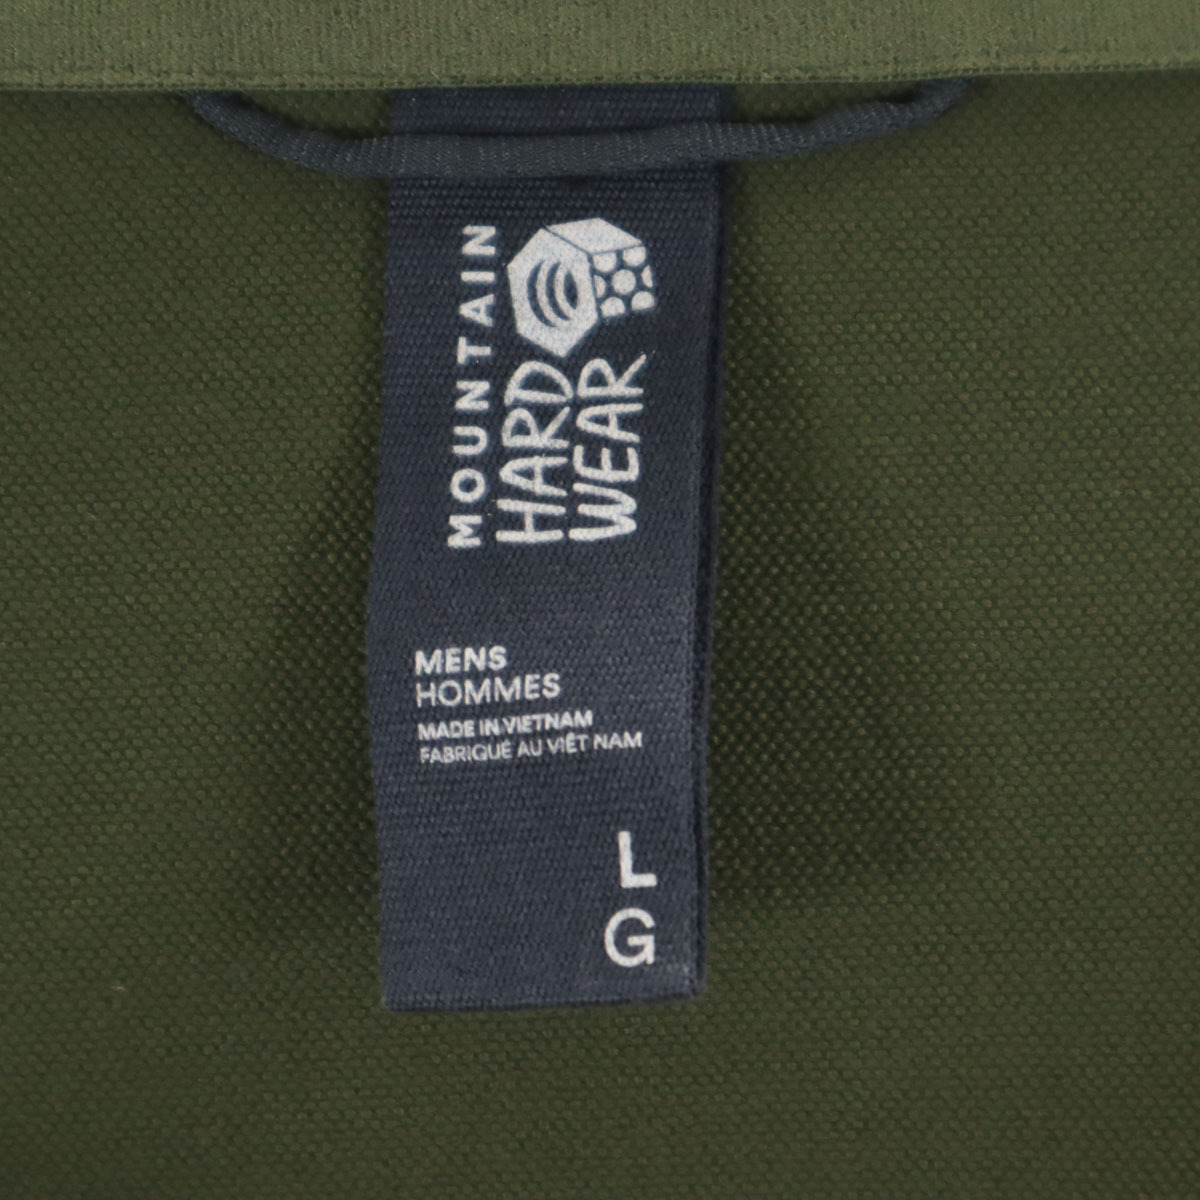 MOUNTAIN
HARD
WEAR
MENS
HOMMES
MADE IN VIETNAM
FABRIQUÉ AU VIÊT NAM
L
G